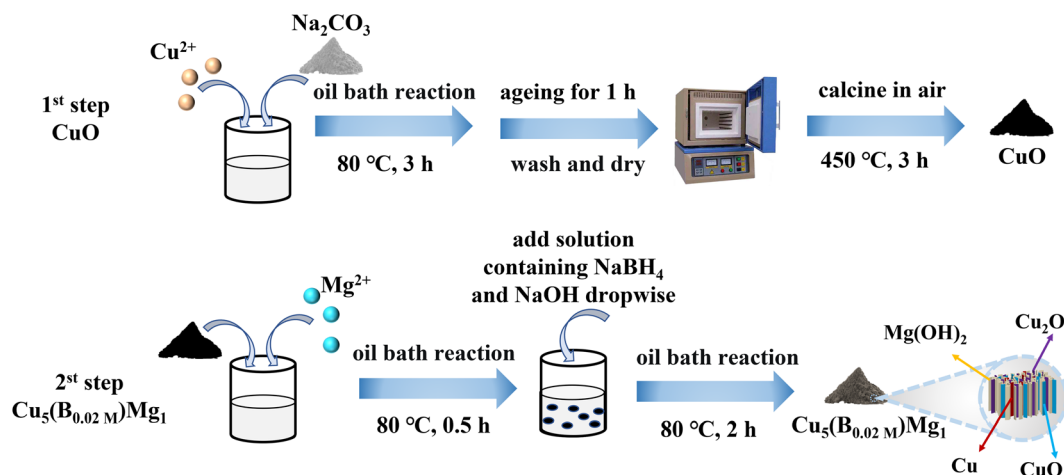 Na₂CO₃
Cu²⁺
1ˢᵗ step
CuO
oil bath reaction
80 ℃, 3 h
ageing for 1 h
wash and dry
calcine in air
450 ℃, 3 h
CuO
add solution
containing NaBH₄
and NaOH dropwise
Mg²⁺
2ˢᵗ step
Cu₅(B₀.₀₂ M)Mg₁
oil bath reaction
80 ℃, 0.5 h
oil bath reaction
80 ℃, 2 h
Cu₅(B₀.₀₂ M)Mg₁
Mg(OH)₂
Cu₂O
Cu
CuO